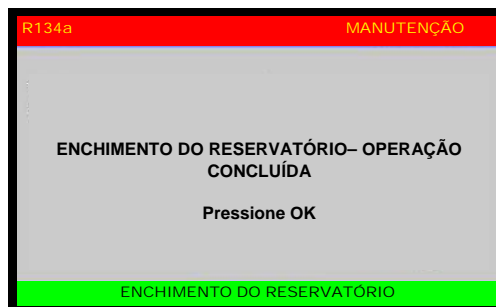 R134a MANUTENÇÃO
ENCHIMENTO DO RESERVATÓRIO– OPERAÇÃO
CONCLUÍDA
Pressione OK
ENCHIMENTO DO RESERVATÓRIO